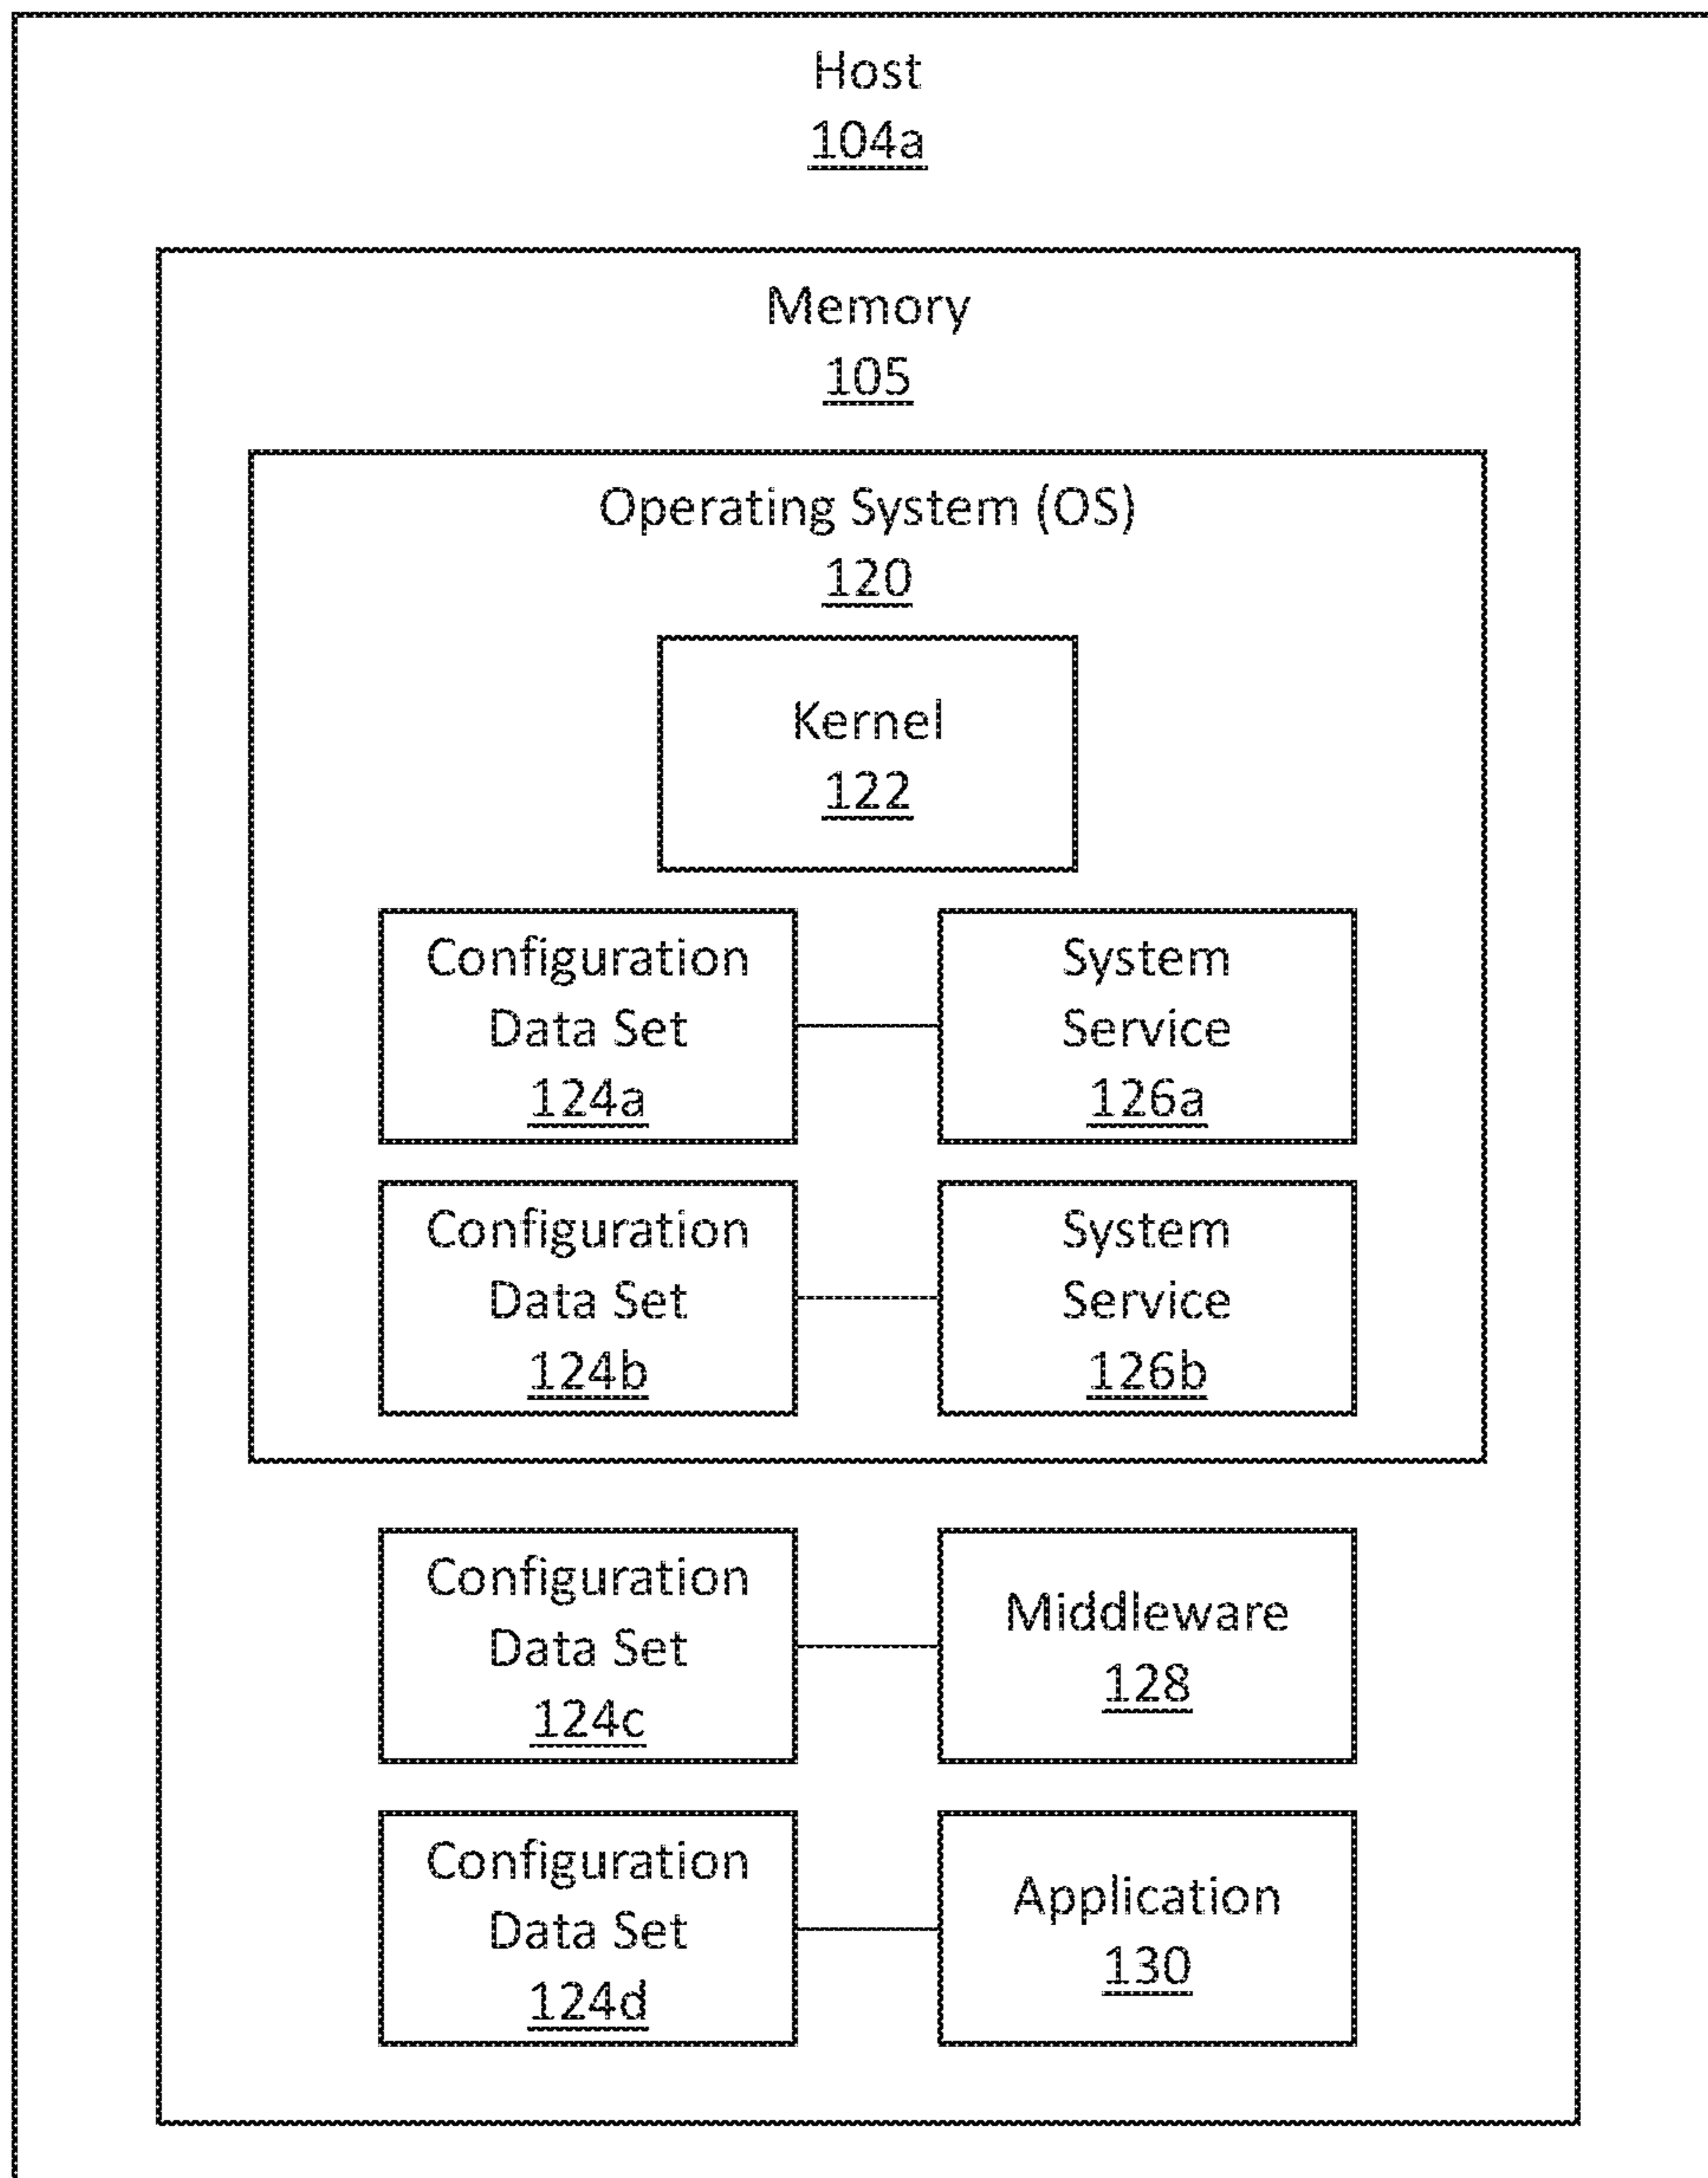 Host
104a
Memory
105
Operating System (OS)
120
Kernel
122
Configuration
Data Set
124a
System
Service
126a
Configuration
Data Set
124b
System
Service
126b
Configuration
Data Set
124c
Middleware
128
Configuration
Data Set
124d
Application
130